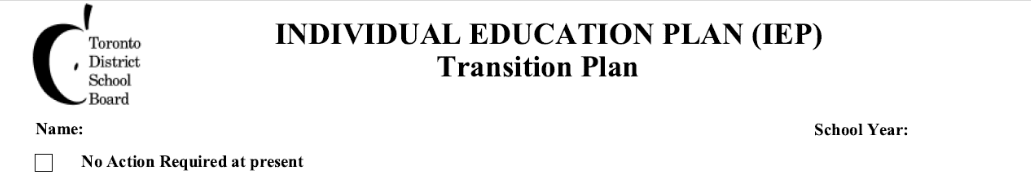 Toronto
District
School
Board
INDIVIDUAL EDUCATION PLAN (IEP)
Transition Plan
Name:
School Year:
No Action Required at present